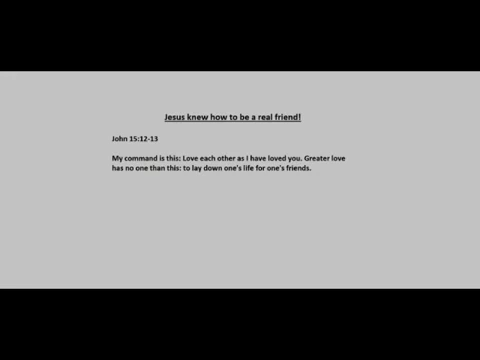 Jesus knew how to be a real friend!
John 15:12-13
My command is this: Love each other as I have loved you. Greater love
has no one than this: to lay down one's life for one's friends.